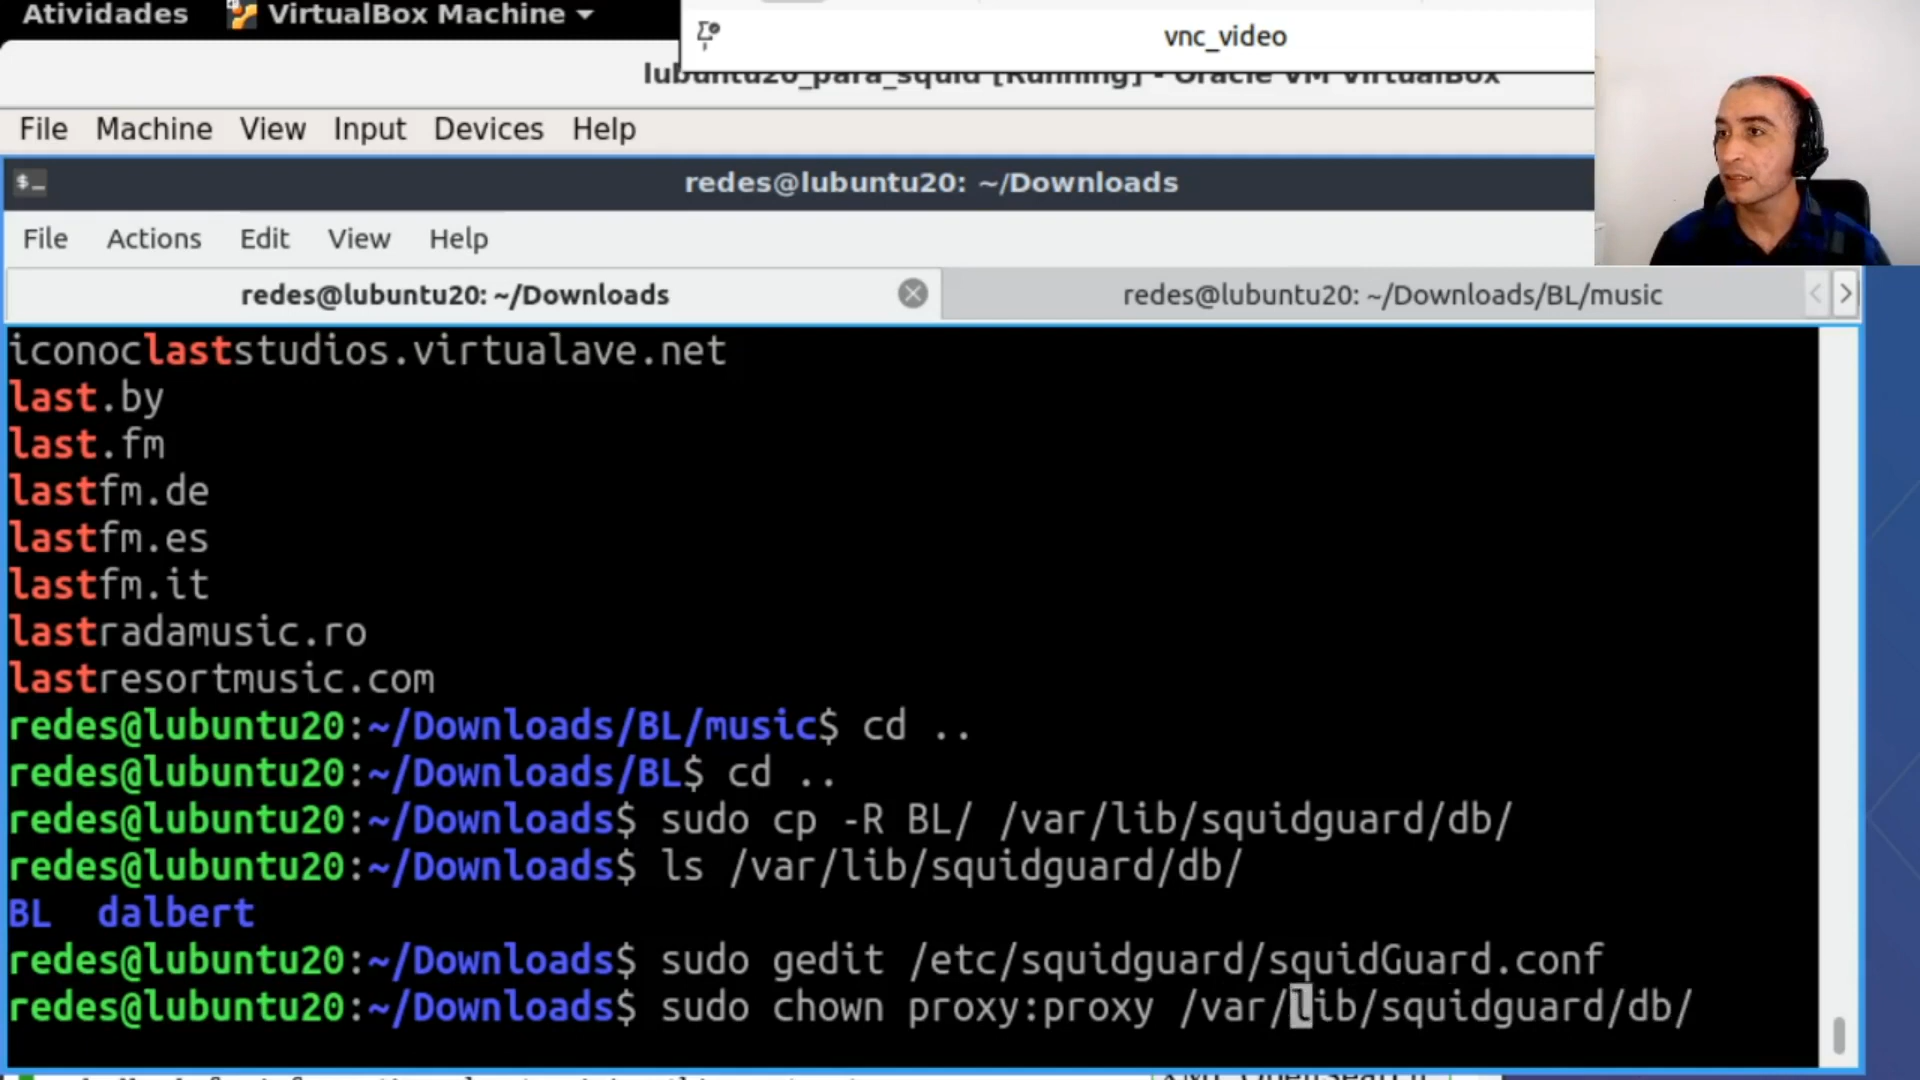 Atividades VirtualBox Machine
vnc_video
lubuntu20_para_squid [Running] - Oracle VM VirtualBox
File Machine View Input Devices Help
redes@lubuntu20: ~/Downloads
File Actions Edit View Help
redes@lubuntu20: ~/Downloads redes@lubuntu20: ~/Downloads/BL/music
iconoclaststudios.virtualave.net
last.by
last.fm
lastfm.de
lastfm.es
lastfm.it
lastradamusic.ro
lastresortmusic.com
redes@lubuntu20:~/Downloads/BL/music$ cd ..
redes@lubuntu20:~/Downloads/BL$ cd ..
redes@lubuntu20:~/Downloads$ sudo cp -R BL/ /var/lib/squidguard/db/
redes@lubuntu20:~/Downloads$ ls /var/lib/squidguard/db/
BL dalbert
redes@lubuntu20:~/Downloads$ sudo gedit /etc/squidguard/squidGuard.conf
redes@lubuntu20:~/Downloads$ sudo chown proxy:proxy /var/lib/squidguard/db/